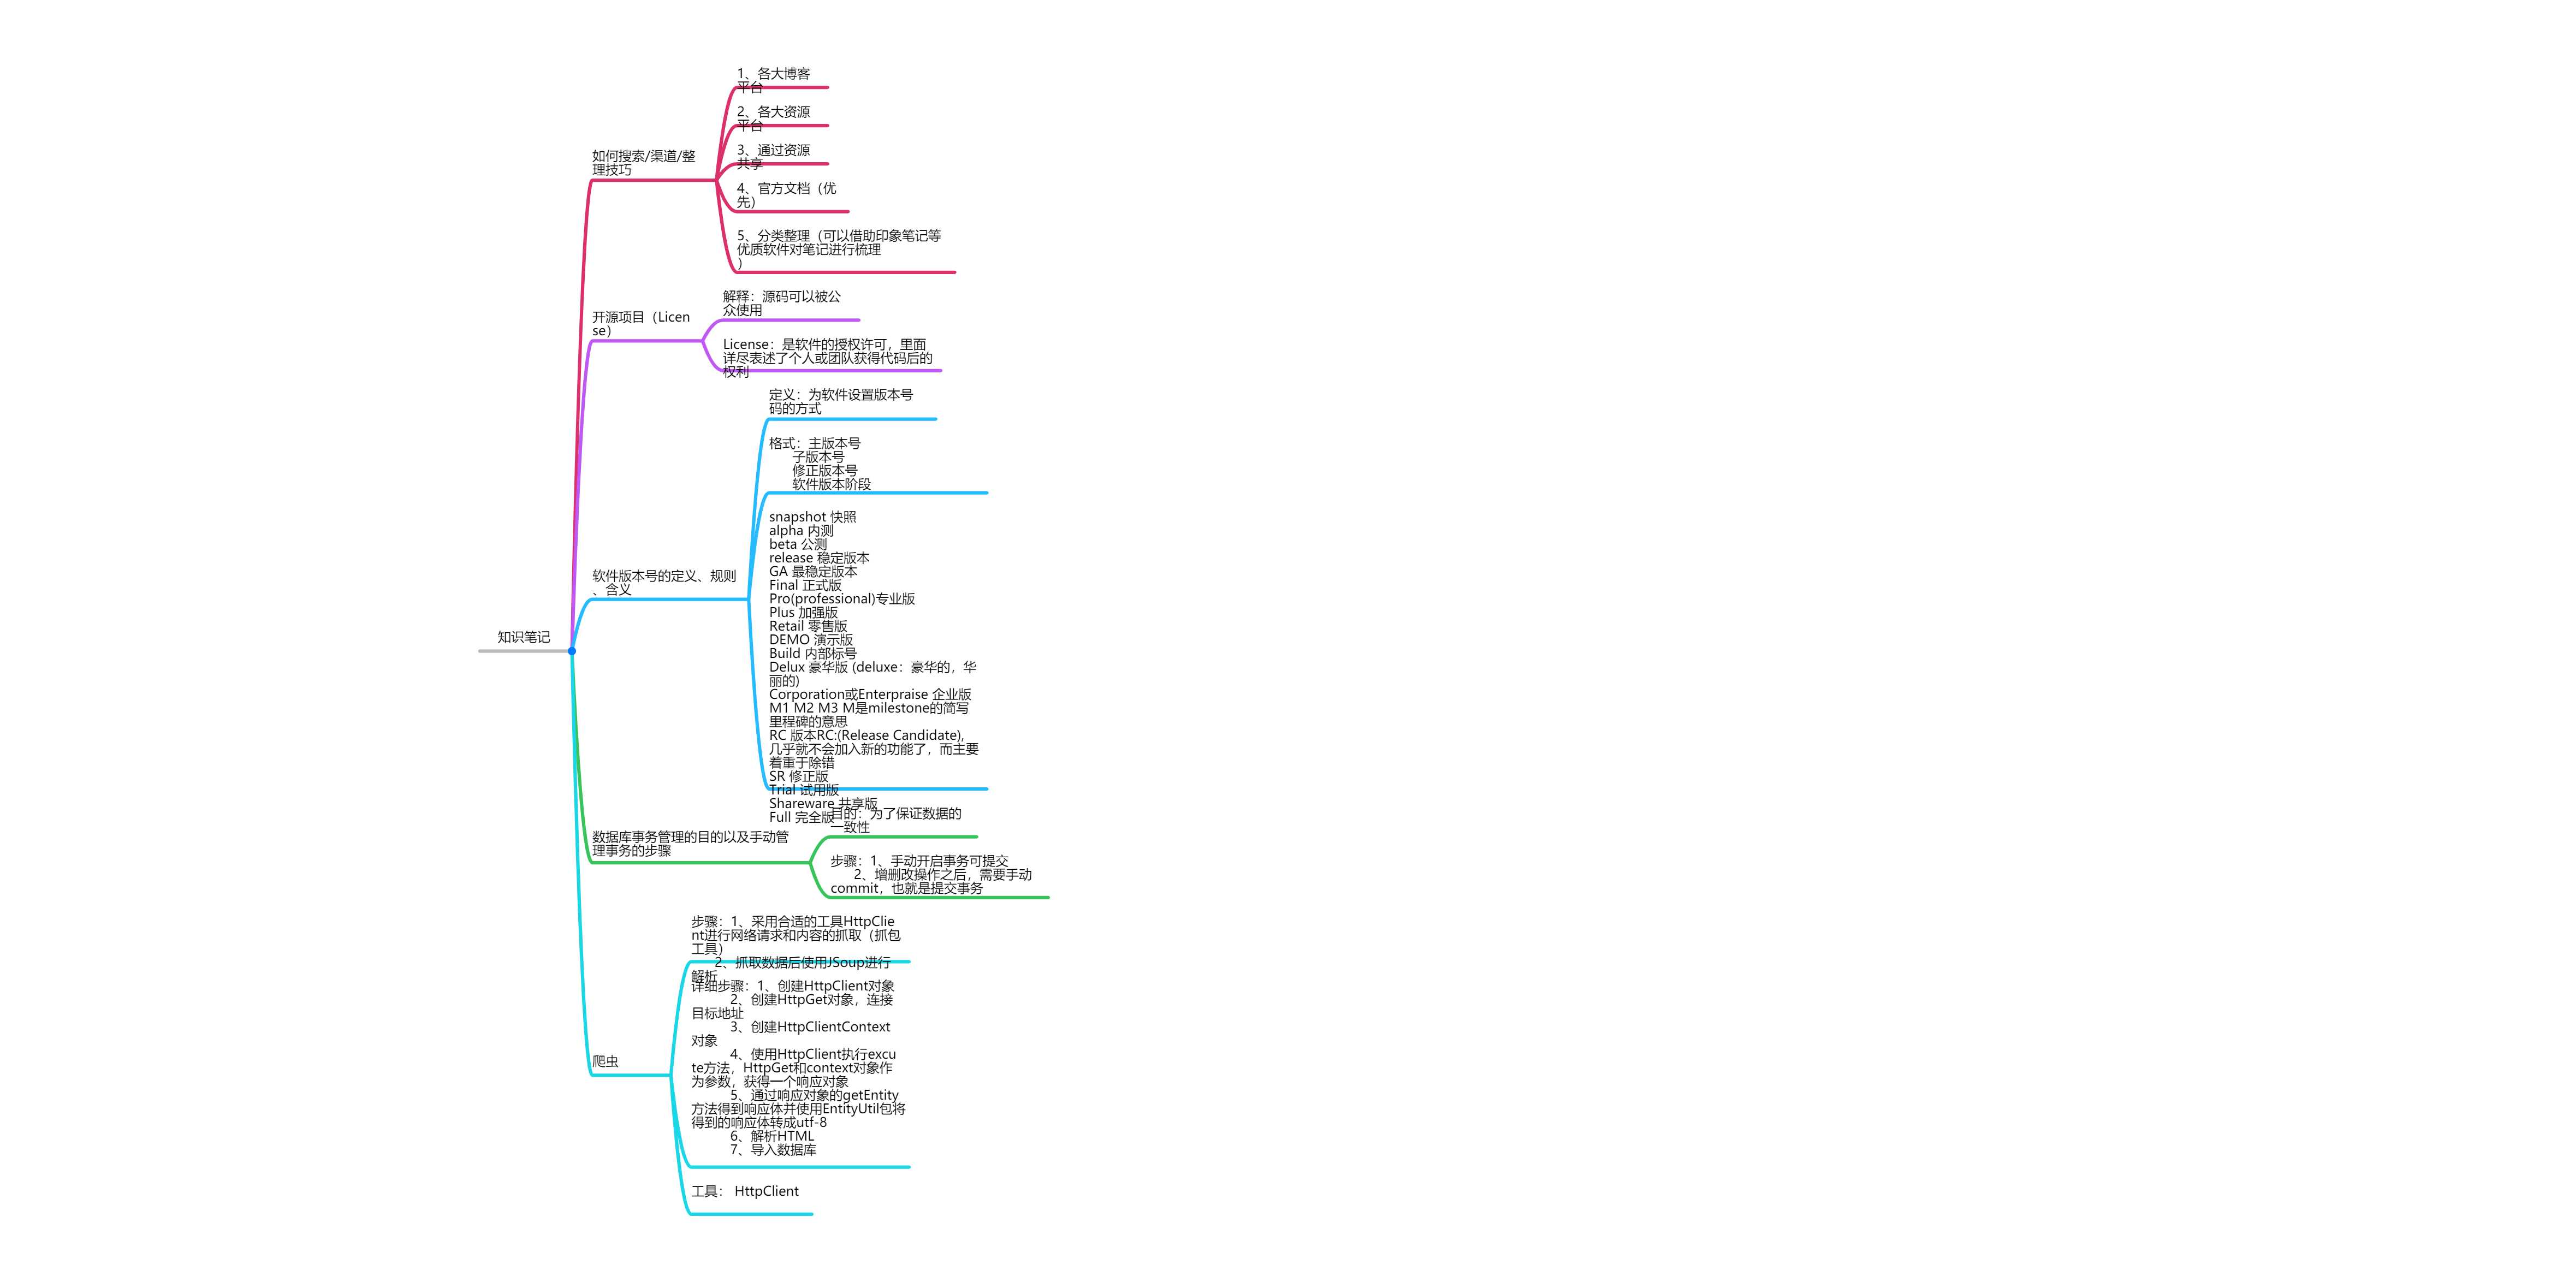 知识笔记
如何搜索/渠道/整
理技巧
1、各大博客
平台
2、各大资源
平台
3、通过资源
共享
4、官方文档（优
先）
5、分类整理（可以借助印象笔记等
优质软件对笔记进行梳理
）
开源项目（Licen
se）
解释：源码可以被公
众使用
License：是软件的授权许可，里面
详尽表述了个人或团队获得代码后的
权利
软件版本号的定义、规则
、含义
定义：为软件设置版本号
码的方式
格式：主版本号
子版本号
修正版本号
软件版本阶段
snapshot 快照
alpha 内测
beta 公测
release 稳定版本
GA 最稳定版本
Final 正式版
Pro(professional)专业版
Plus 加强版
Retail 零售版
DEMO 演示版
Build 内部标号
Delux 豪华版 (deluxe：豪华的，华
丽的)
Corporation或Enterpraise 企业版
M1 M2 M3 M是milestone的简写
里程碑的意思
RC 版本RC:(Release Candidate),
几乎就不会加入新的功能了，而主要
着重于除错
SR 修正版
Trial 试用版
Shareware 共享版
Full 完全版
数据库事务管理的目的以及手动管
理事务的步骤
目的：为了保证数据的
一致性
步骤：1、手动开启事务可提交
2、增删改操作之后，需要手动
commit，也就是提交事务
爬虫
步骤：1、采用合适的工具HttpClie
nt进行网络请求和内容的抓取（抓包
工具）
2、抓取数据后使用JSoup进行
解析
详细步骤：1、创建HttpClient对象
2、创建HttpGet对象，连接
目标地址
3、创建HttpClientContext
对象
4、使用HttpClient执行excu
te方法，HttpGet和context对象作
为参数，获得一个响应对象
5、通过响应对象的getEntity
方法得到响应体并使用EntityUtil包将
得到的响应体转成utf-8
6、解析HTML
7、导入数据库
工具： HttpClient